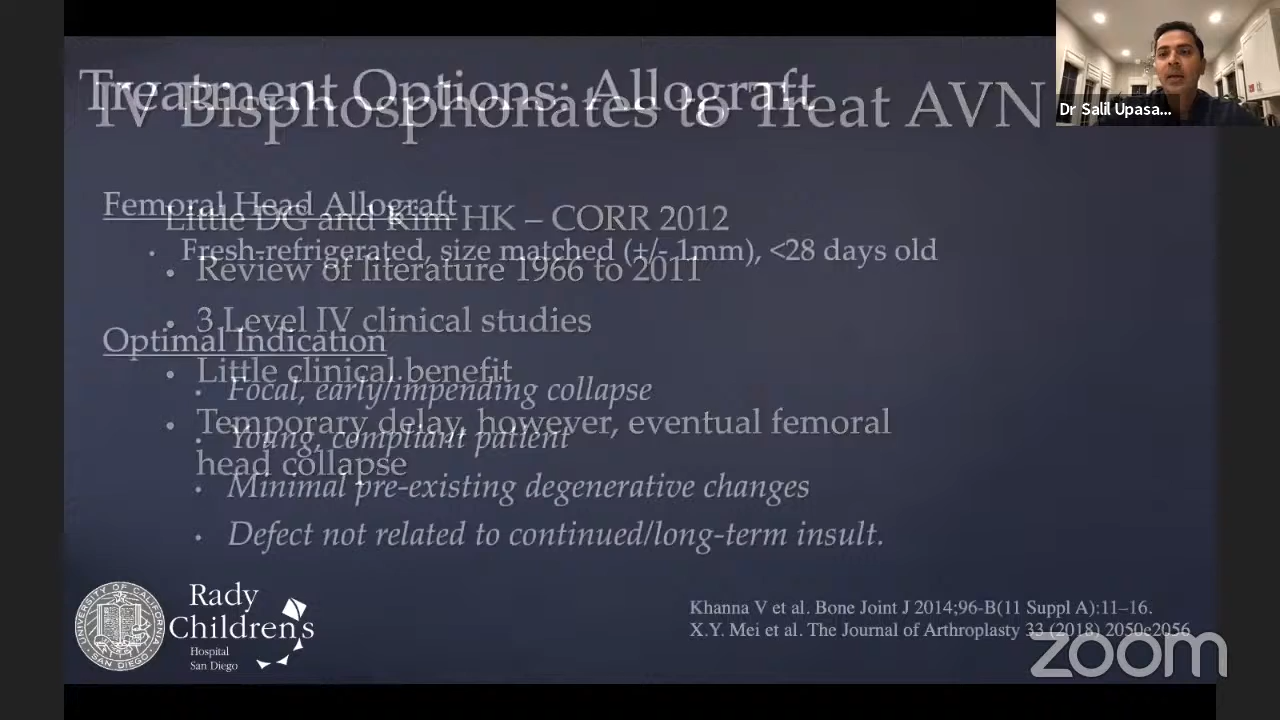 Treatment Options: Allograft
IV Bisphosphonates to Treat AVN
Dr Salil Upasa...
Femoral Head Allograft
Little DG and Kim HK – CORR 2012
• Fresh-refrigerated, size matched (+/- 1mm), <28 days old
• Review of literature 1966 to 2011
• 3 Level IV clinical studies
Optimal Indication
• Little clinical benefit
• Focal, early/impending collapse
• Temporary delay, however, eventual femoral
• Young, compliant patient
head collapse
• Minimal pre-existing degenerative changes
• Defect not related to continued/long-term insult.
UNIVERSITY OF CALIFORNIA
SAN DIEGO
Rady
Children's
Hospital
San Diego
Khanna V et al. Bone Joint J 2014;96-B(11 Suppl A):11–16.
X.Y. Mei et al. The Journal of Arthroplasty 33 (2018) 2050e2056
zoom